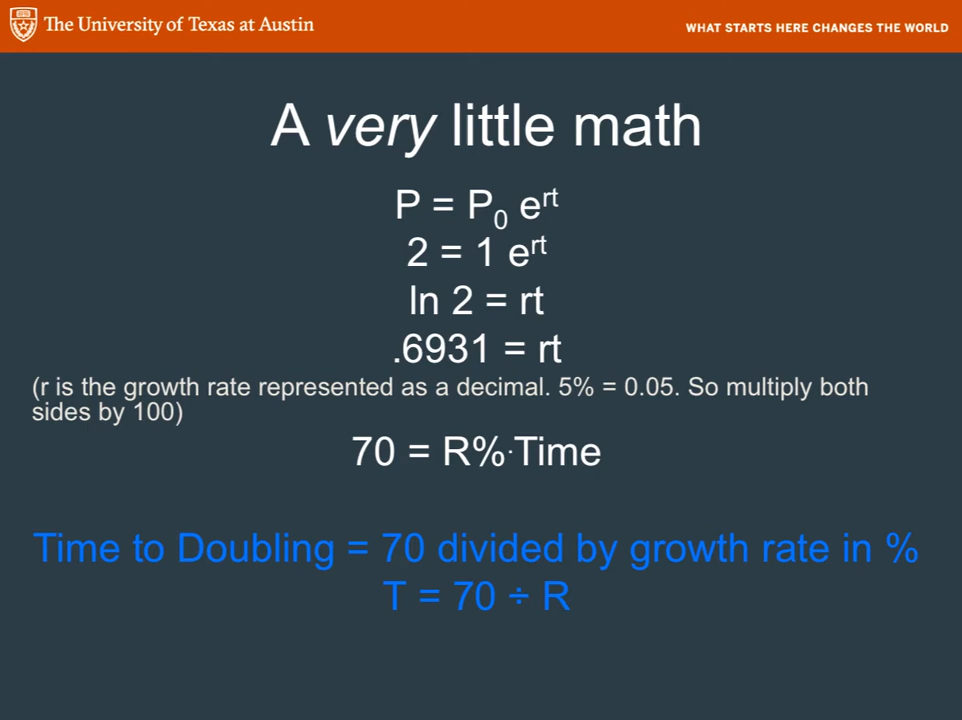 The University of Texas at Austin
WHAT STARTS HERE CHANGES THE WORLD
A very little math
P = P₀ eʳᵗ
2 = 1 eʳᵗ
ln 2 = rt
.6931 = rt
(r is the growth rate represented as a decimal. 5% = 0.05. So multiply both
sides by 100)
70 = R%·Time
Time to Doubling = 70 divided by growth rate in %
T = 70 ÷ R